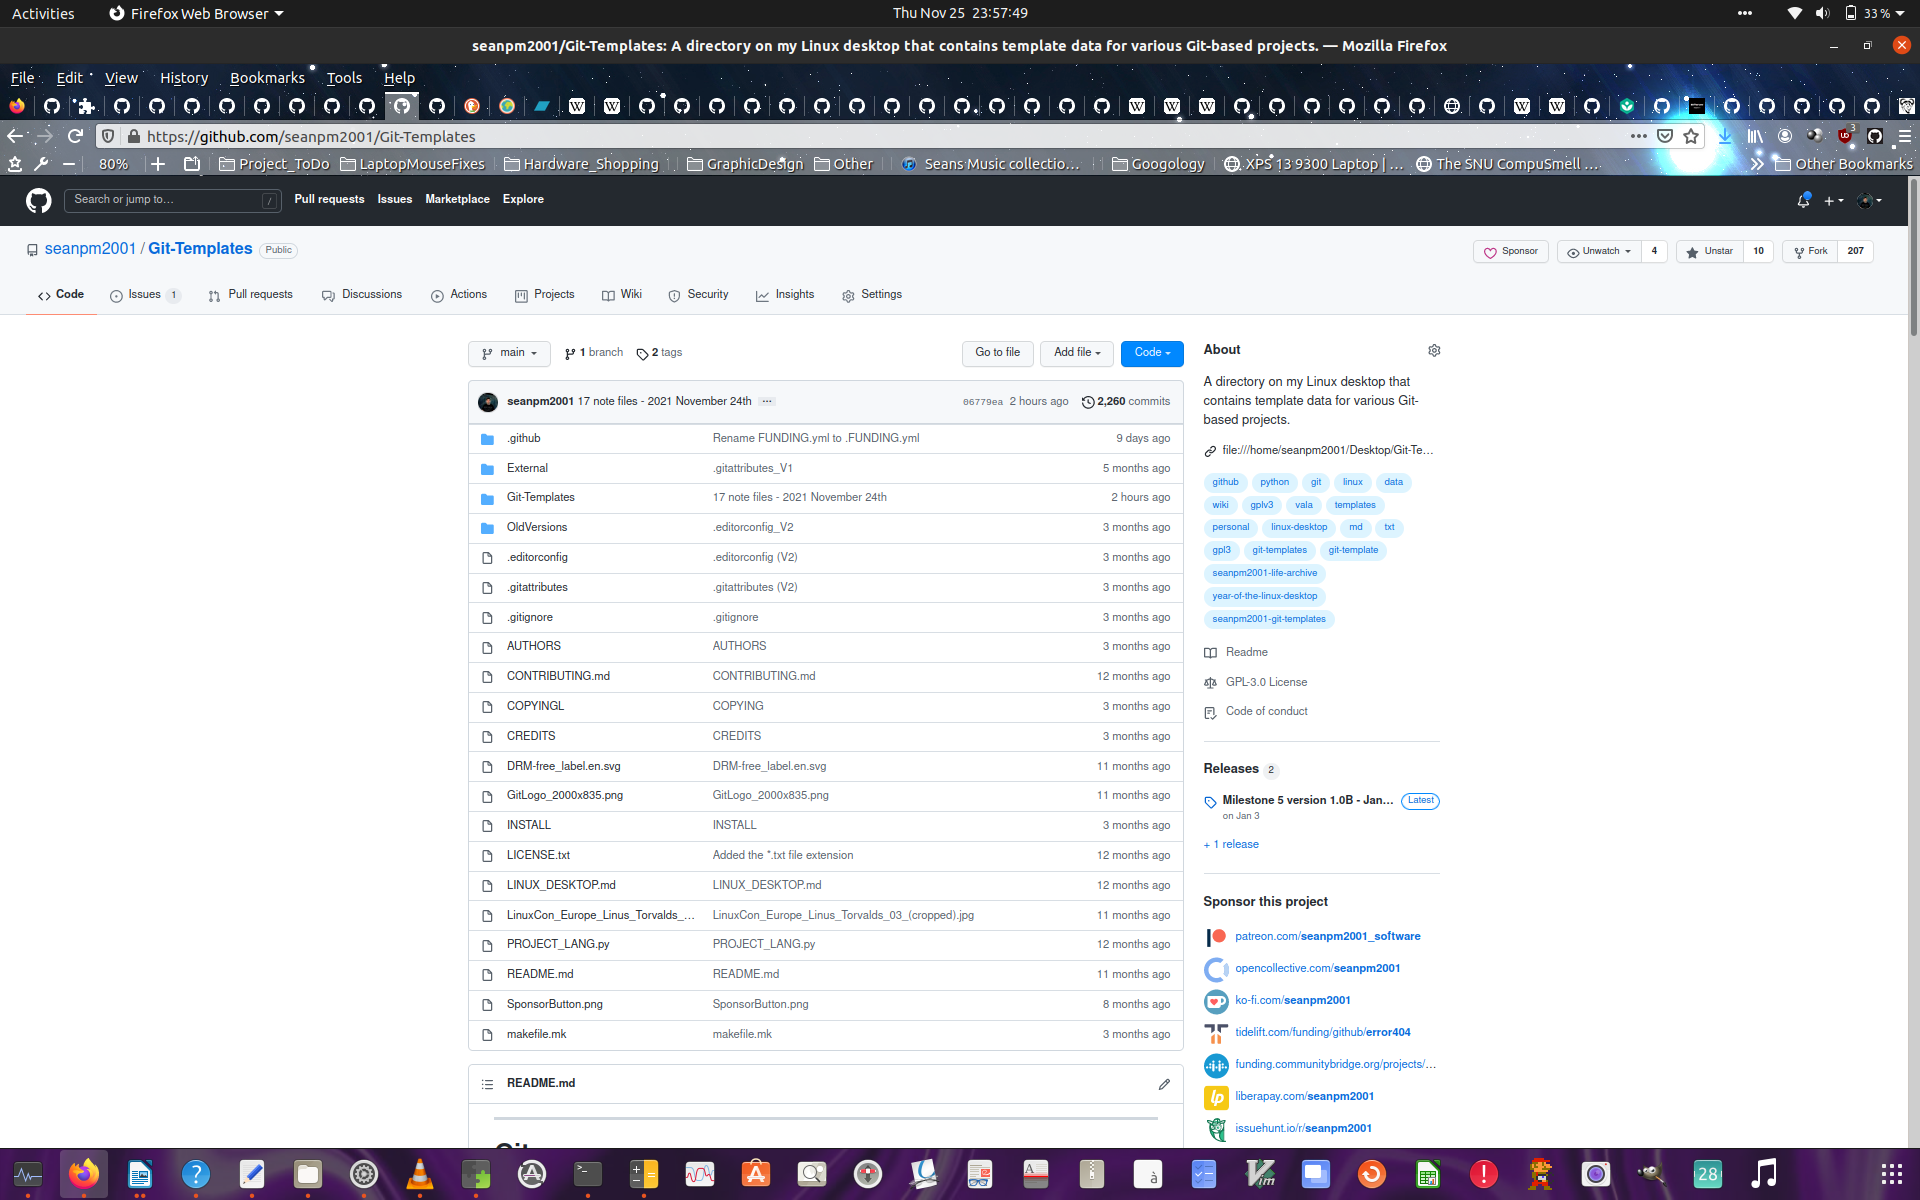 Activities Firefox Web Browser Thu Nov 25 23:57:49 33 %
seanpm2001/Git-Templates: A directory on my Linux desktop that contains template data for various Git-based projects. — Mozilla Firefox
File Edit View History Bookmarks Tools Help
https://github.com/seanpm2001/Git-Templates 3
80% Project_ToDo LaptopMouseFixes Hardware_Shopping GraphicDesign Other Seans Music collectio… Googology XPS 13 9300 Laptop | … The SNU CompuSmell … Other Bookmarks
Search or jump to… / Pull requests Issues Marketplace Explore
seanpm2001 / Git-Templates Public Sponsor Unwatch 4 Unstar 10 Fork 207
Code Issues 1 Pull requests Discussions Actions Projects Wiki Security Insights Settings
main 1 branch 2 tags Go to file Add file Code
seanpm2001 17 note files - 2021 November 24th … 06779ea 2 hours ago 2,260 commits
.github Rename FUNDING.yml to .FUNDING.yml 9 days ago
External .gitattributes_V1 5 months ago
Git-Templates 17 note files - 2021 November 24th 2 hours ago
OldVersions .editorconfig_V2 3 months ago
.editorconfig .editorconfig (V2) 3 months ago
.gitattributes .gitattributes (V2) 3 months ago
.gitignore .gitignore 3 months ago
AUTHORS AUTHORS 3 months ago
CONTRIBUTING.md CONTRIBUTING.md 12 months ago
COPYINGL COPYING 3 months ago
CREDITS CREDITS 3 months ago
DRM-free_label.en.svg DRM-free_label.en.svg 11 months ago
GitLogo_2000x835.png GitLogo_2000x835.png 11 months ago
INSTALL INSTALL 3 months ago
LICENSE.txt Added the *.txt file extension 12 months ago
LINUX_DESKTOP.md LINUX_DESKTOP.md 12 months ago
LinuxCon_Europe_Linus_Torvalds_… LinuxCon_Europe_Linus_Torvalds_03_(cropped).jpg 11 months ago
PROJECT_LANG.py PROJECT_LANG.py 12 months ago
README.md README.md 11 months ago
SponsorButton.png SponsorButton.png 8 months ago
makefile.mk makefile.mk 3 months ago
README.md
About
A directory on my Linux desktop that
contains template data for various Git-
based projects.
file:///home/seanpm2001/Desktop/Git-Te…
github python git linux data
wiki gplv3 vala templates
personal linux-desktop md txt
gpl3 git-templates git-template
seanpm2001-life-archive
year-of-the-linux-desktop
seanpm2001-git-templates
Readme
GPL-3.0 License
Code of conduct
Releases 2
Milestone 5 version 1.0B - Jan… Latest
on Jan 3
+ 1 release
Sponsor this project
patreon.com/seanpm2001_software
opencollective.com/seanpm2001
ko-fi.com/seanpm2001
tidelift.com/funding/github/error404
funding.communitybridge.org/projects/…
liberapay.com/seanpm2001
issuehunt.io/r/seanpm2001
28